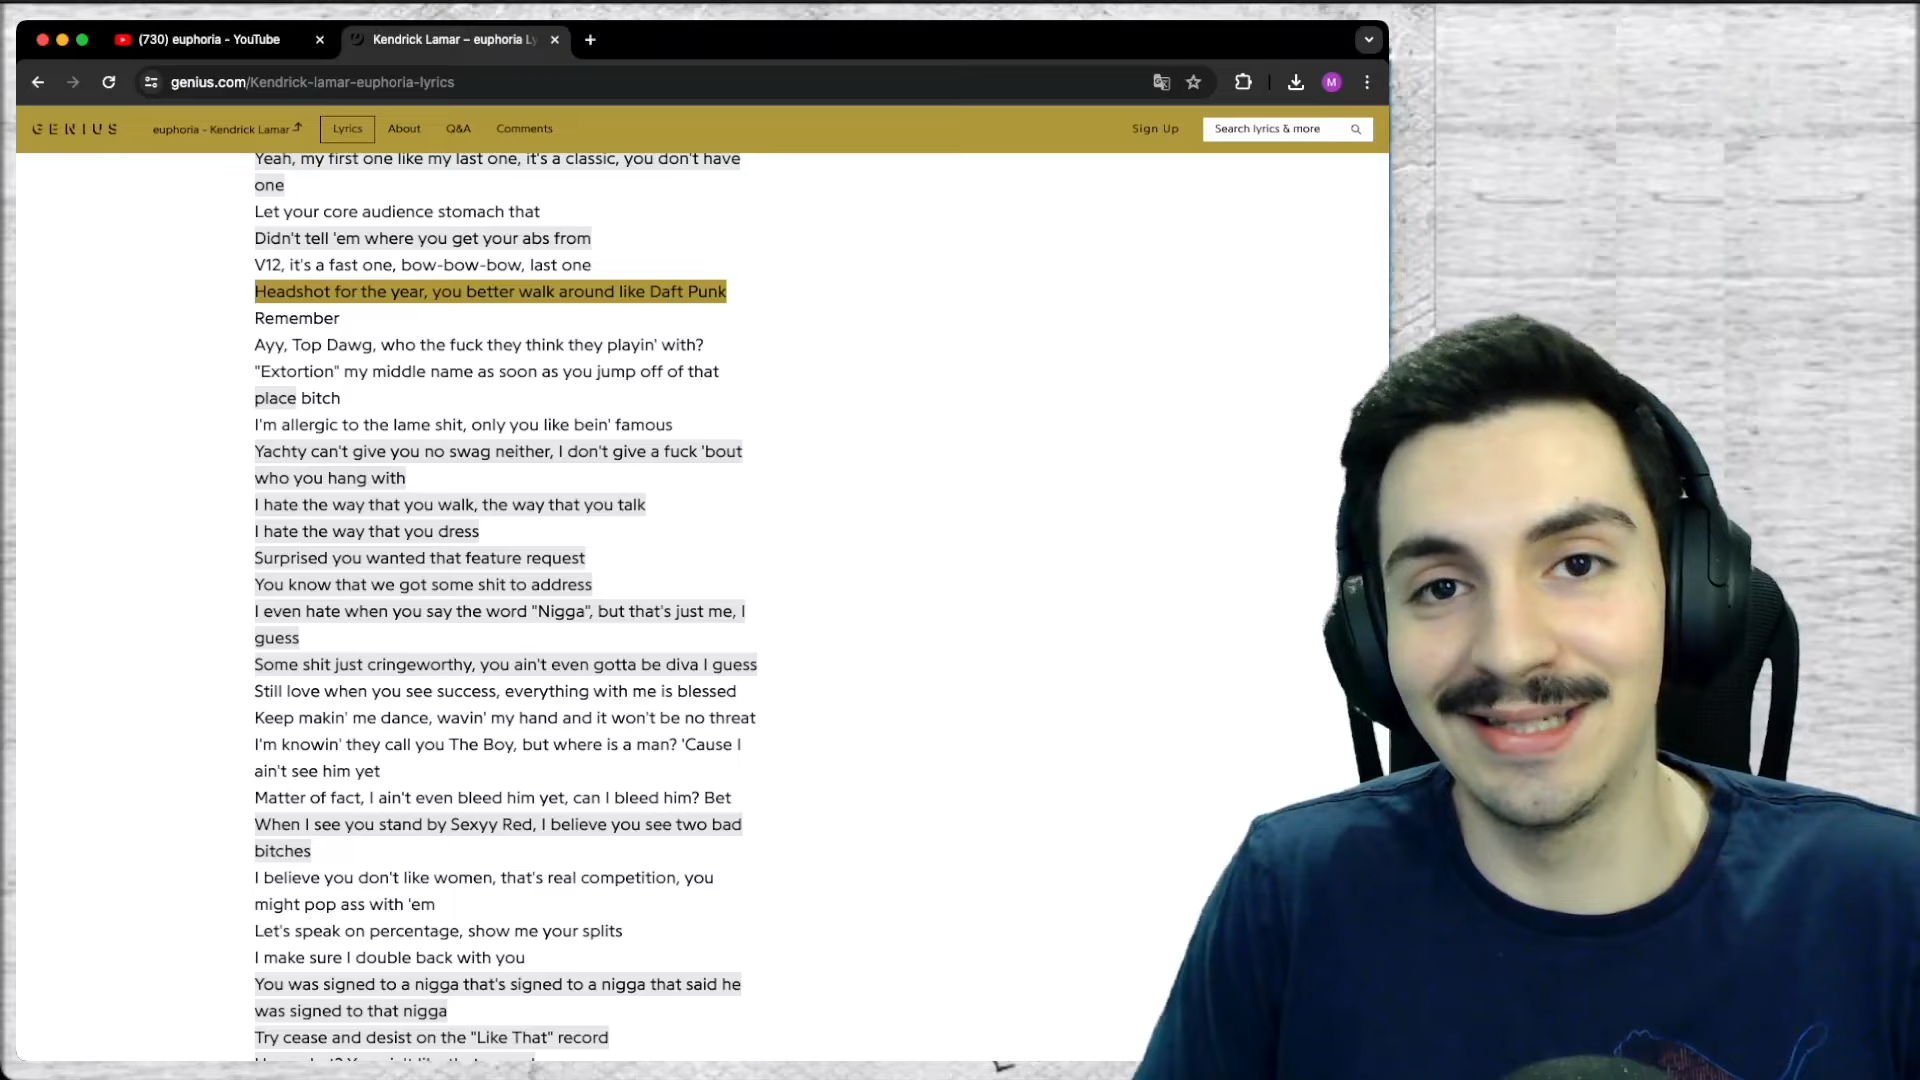 (730) euphoria - YouTube
Kendrick Lamar – euphoria Ly
genius.com/Kendrick-lamar-euphoria-lyrics
M
GENIUS
euphoria - Kendrick Lamar
Lyrics
About
Q&A
Comments
Sign Up
Search lyrics & more
Yeah, my first one like my last one, it's a classic, you don't have
one
Let your core audience stomach that
Didn't tell 'em where you get your abs from
V12, it's a fast one, bow-bow-bow, last one
Headshot for the year, you better walk around like Daft Punk
Remember
Ayy, Top Dawg, who the fuck they think they playin' with?
"Extortion" my middle name as soon as you jump off of that
place bitch
I'm allergic to the lame shit, only you like bein' famous
Yachty can't give you no swag neither, I don't give a fuck 'bout
who you hang with
I hate the way that you walk, the way that you talk
I hate the way that you dress
Surprised you wanted that feature request
You know that we got some shit to address
I even hate when you say the word "Nigga", but that's just me, I
guess
Some shit just cringeworthy, you ain't even gotta be diva I guess
Still love when you see success, everything with me is blessed
Keep makin' me dance, wavin' my hand and it won't be no threat
I'm knowin' they call you The Boy, but where is a man? 'Cause I
ain't see him yet
Matter of fact, I ain't even bleed him yet, can I bleed him? Bet
When I see you stand by Sexyy Red, I believe you see two bad
bitches
I believe you don't like women, that's real competition, you
might pop ass with 'em
Let's speak on percentage, show me your splits
I make sure I double back with you
You was signed to a nigga that's signed to a nigga that said he
was signed to that nigga
Try cease and desist on the "Like That" record